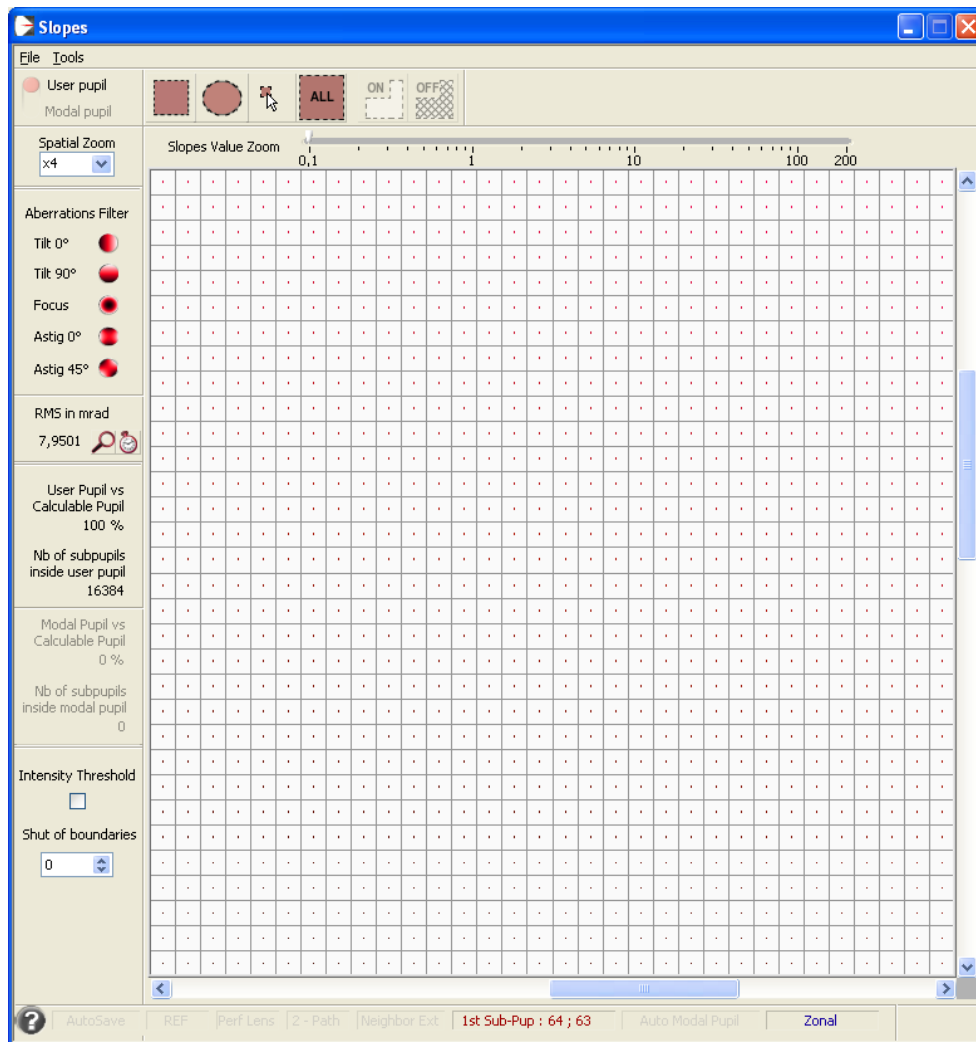 Slopes
File Tools
User pupil
Modal pupil
ALL
ON
OFF
Spatial Zoom
x4
Slopes Value Zoom
0,1 1 10 100 200
Aberrations Filter
Tilt 0°
Tilt 90°
Focus
Astig 0°
Astig 45°
RMS in mrad
7,9501
User Pupil vs
Calculable Pupil
100 %
Nb of subpupils
inside user pupil
16384
Modal Pupil vs
Calculable Pupil
0 %
Nb of subpupils
inside modal pupil
0
Intensity Threshold
Shut of boundaries
0
? AutoSave REF Perf Lens 2 - Path Neighbor Ext 1st Sub-Pup : 64 ; 63 Auto Modal Pupil Zonal